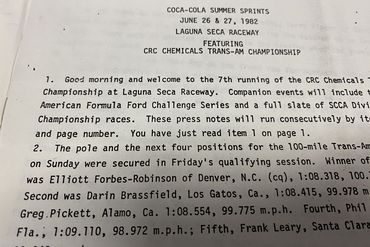 COCA-COLA SUMMER SPRINTS
JUNE 26 & 27, 1982
LAGUNA SECA RACEWAY
FEATURING
CRC CHEMICALS TRANS-AM CHAMPIONSHIP
1. Good morning and welcome to the 7th running of the CRC Chemicals
Championship at Laguna Seca Raceway. Companion events will include
American Formula Ford Challenge Series and a full slate of SCCA Divi
Championship races. These press notes will run consecutively by it
and page number. You have just read item 1 on page 1.
2. The pole and the next four positions for the 100-mile Trans-Am
on Sunday were secured in Friday's qualifying session. Winner of
was Elliott Forbes-Robinson of Denver, N.C. (cq), 1:08.318, 100.
Second was Darin Brassfield, Los Gatos, Ca., 1:08.415, 99.978 m
Greg Pickett, Alamo, Ca. 1:08.554, 99.775 m.p.h. Fourth, Phil
Fla.; 1:09.110, 98.972 m.p.h.; Fifth, Frank Leary, Santa Clara